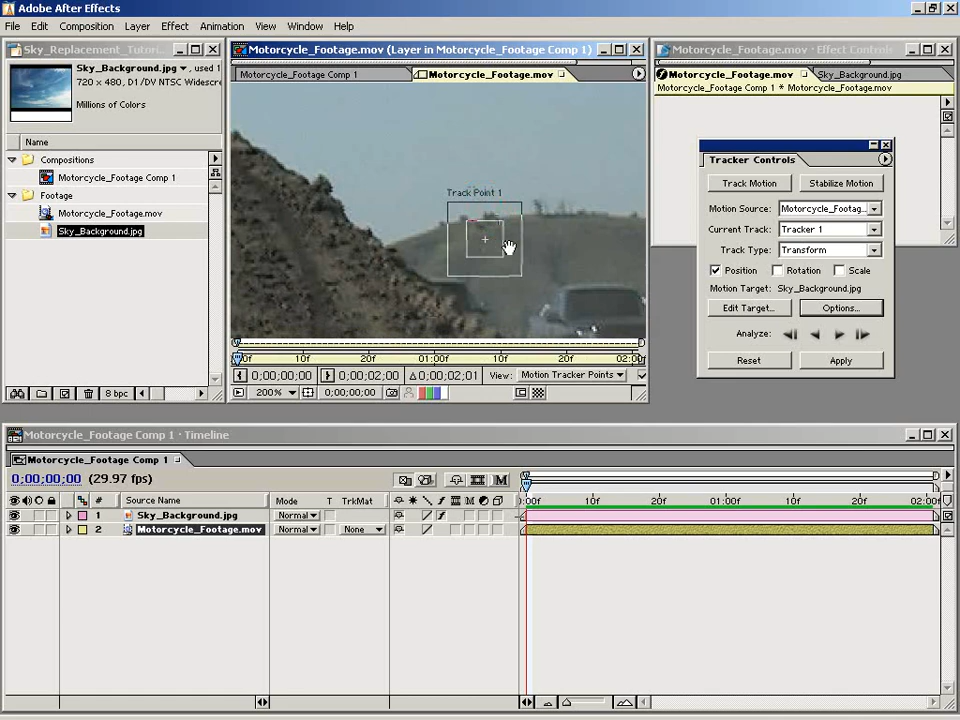 Adobe After Effects
File Edit Composition Layer Effect Animation View Window Help
Sky_Replacement_Tutori
Sky_Background.jpg ▼, used 1
720 x 480, D1/DV NTSC Widescre
Millions of Colors
Name
Compositions
Motorcycle_Footage Comp 1
Footage
Motorcycle_Footage.mov
Sky_Background.jpg
8 bpc
Motorcycle_Footage.mov (Layer in Motorcycle_Footage Comp 1)
Motorcycle_Footage Comp 1 Motorcycle_Footage.mov
Track Point 1
00f 10f 20f 01:00f 10f 20f 02:00f
0;00;00;00 0;00;02;00 Δ0;00;02;01 View: Motion Tracker Points
200% 0;00;00;00
Motorcycle_Footage.mov · Effect Controls
Motorcycle_Footage.mov Sky_Background.jpg
Motorcycle_Footage Comp 1 * Motorcycle_Footage.mov
Tracker Controls
Track Motion Stabilize Motion
Motion Source: Motorcycle_Footag...
Current Track: Tracker 1
Track Type: Transform
Position Rotation Scale
Motion Target: Sky_Background.jpg
Edit Target... Options...
Analyze:
Reset Apply
Motorcycle_Footage Comp 1 · Timeline
Motorcycle_Footage Comp 1
0;00;00;00 (29.97 fps)
# Source Name Mode T TrkMat
):00f 10f 20f 01:00f 10f 20f 02:00f
1 Sky_Background.jpg Normal
2 Motorcycle_Footage.mov Normal None